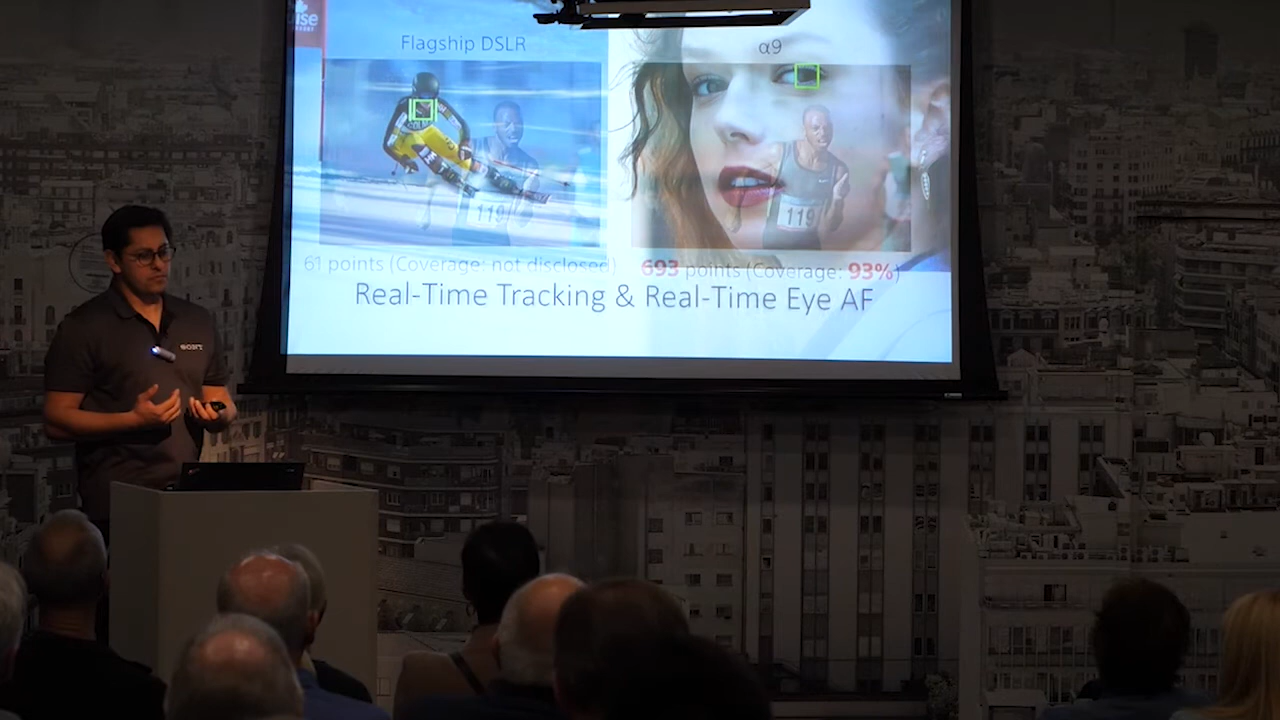 Flagship DSLR
α9
119
119
61 points (Coverage: not disclosed)
693 points (Coverage: 93%)
Real-Time Tracking & Real-Time Eye AF
SONY